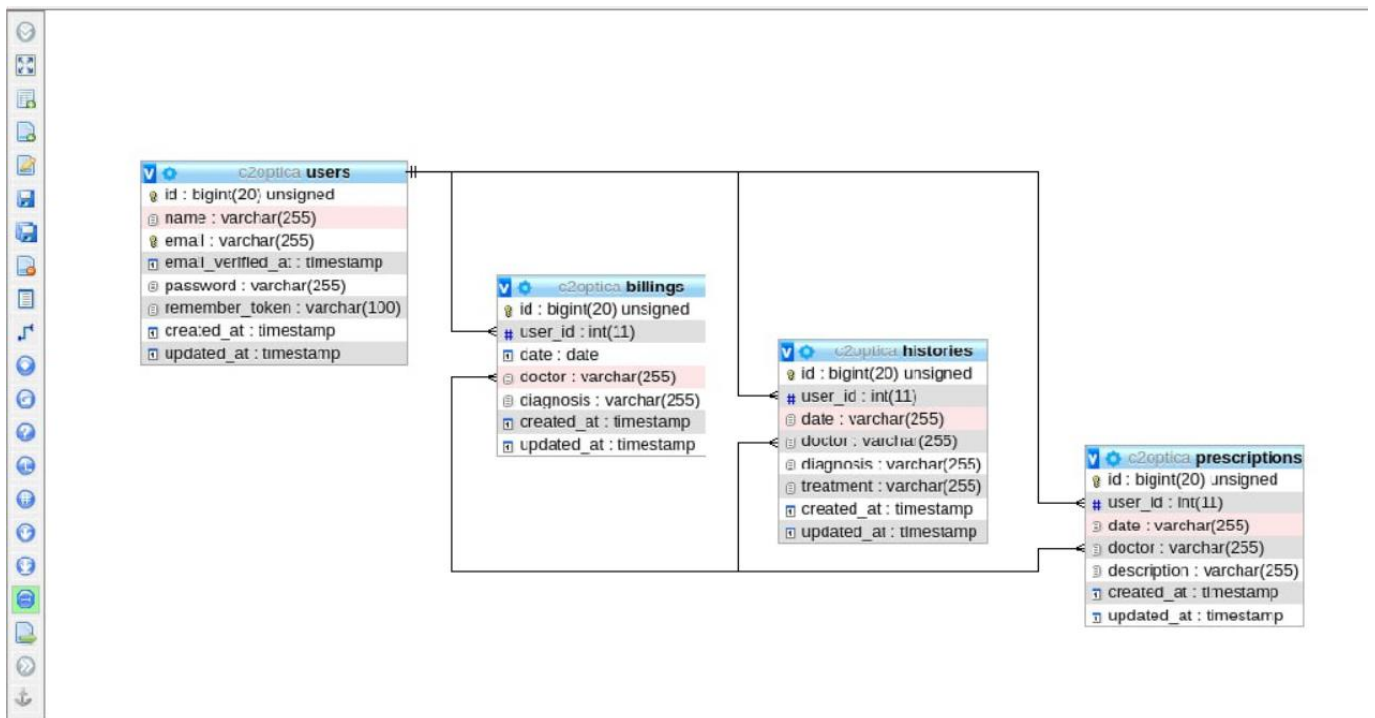 c2optica users
id : bigint(20) unsigned
name : varchar(255)
email : varchar(255)
email_verified_at : timestamp
password : varchar(255)
remember_token : varchar(100)
created_at : timestamp
updated_at : timestamp
c2optica billings
id : bigint(20) unsigned
user_id : int(11)
date : date
doctor : varchar(255)
diagnosis : varchar(255)
created_at : timestamp
updated_at : timestamp
c2optica histories
id : bigint(20) unsigned
user_id : int(11)
date : varchar(255)
doctor : varchar(255)
diagnosis : varchar(255)
treatment : varchar(255)
created_at : timestamp
updated_at : timestamp
c2optica prescriptions
id : bigint(20) unsigned
user_id : int(11)
date : varchar(255)
doctor : varchar(255)
description : varchar(255)
created_at : timestamp
updated_at : timestamp